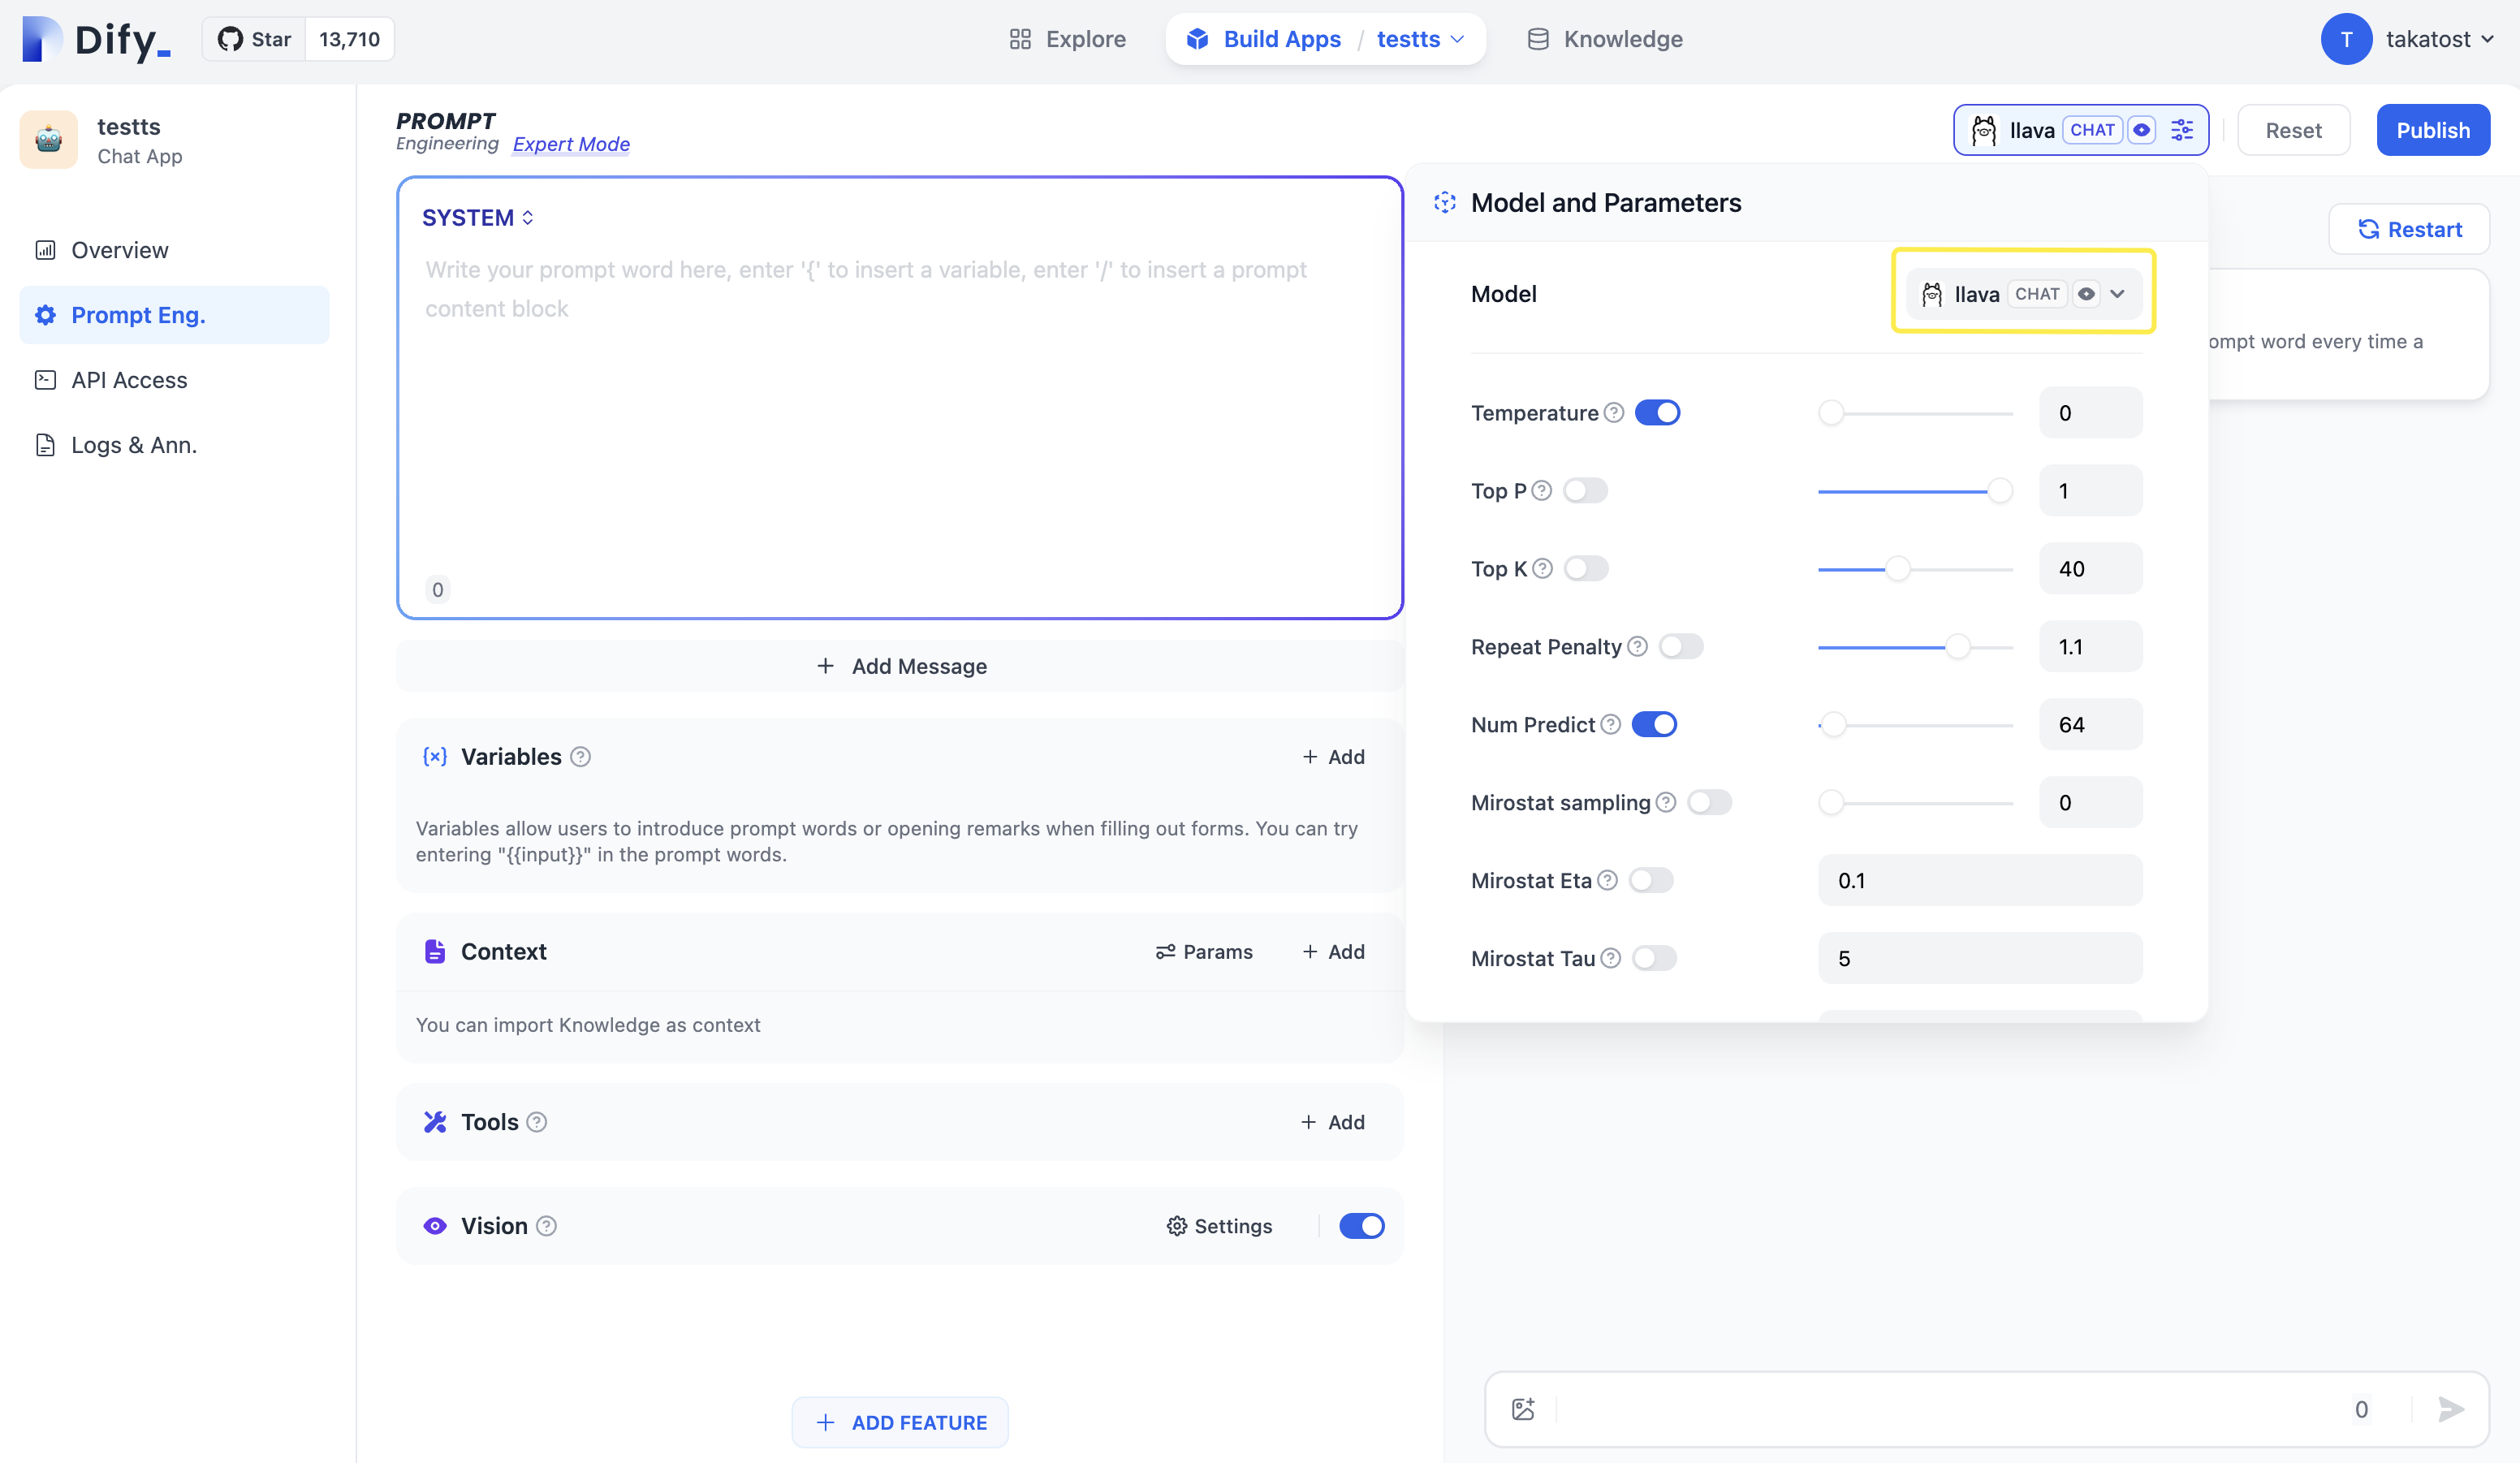 Dify_
Star 13,710
Explore
Build Apps / testts
Knowledge
T takatost
testts
Chat App
Overview
Prompt Eng.
API Access
Logs & Ann.
PROMPT
Engineering Expert Mode
llava CHAT
Reset
Publish
SYSTEM
Write your prompt word here, enter '{' to insert a variable, enter '/' to insert a prompt
content block
0
Add Message
Variables
Add
Variables allow users to introduce prompt words or opening remarks when filling out forms. You can try
entering "{{input}}" in the prompt words.
Context
Params
Add
You can import Knowledge as context
Tools
Add
Vision
Settings
ADD FEATURE
Model and Parameters
Model
llava CHAT
Temperature 0
Top P 1
Top K 40
Repeat Penalty 1.1
Num Predict 64
Mirostat sampling 0
Mirostat Eta 0.1
Mirostat Tau 5
Restart
ompt word every time a
0